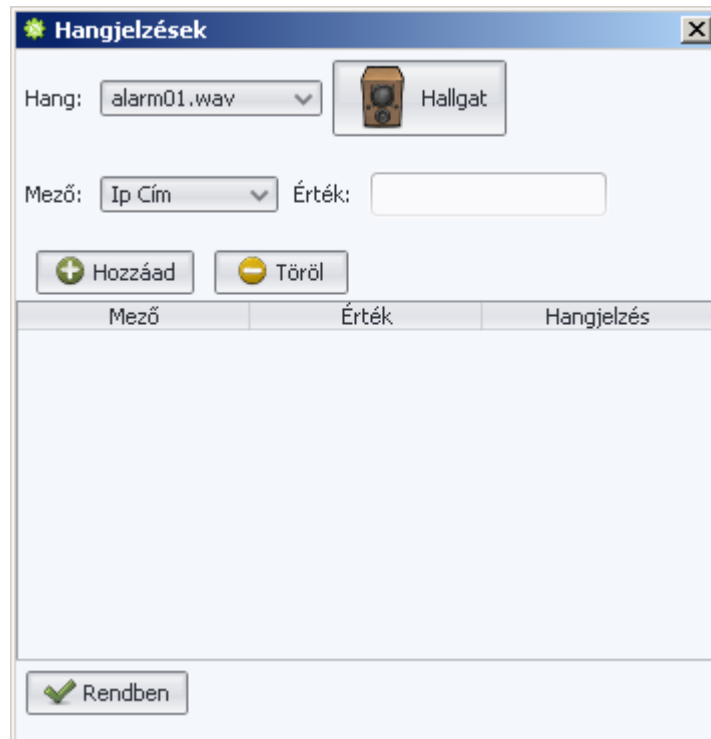 Hangjelzések
Hang: alarm01.wav Hallgat
Mező: Ip Cím Érték:
Hozzáad Töröl
Mező Érték Hangjelzés
Rendben